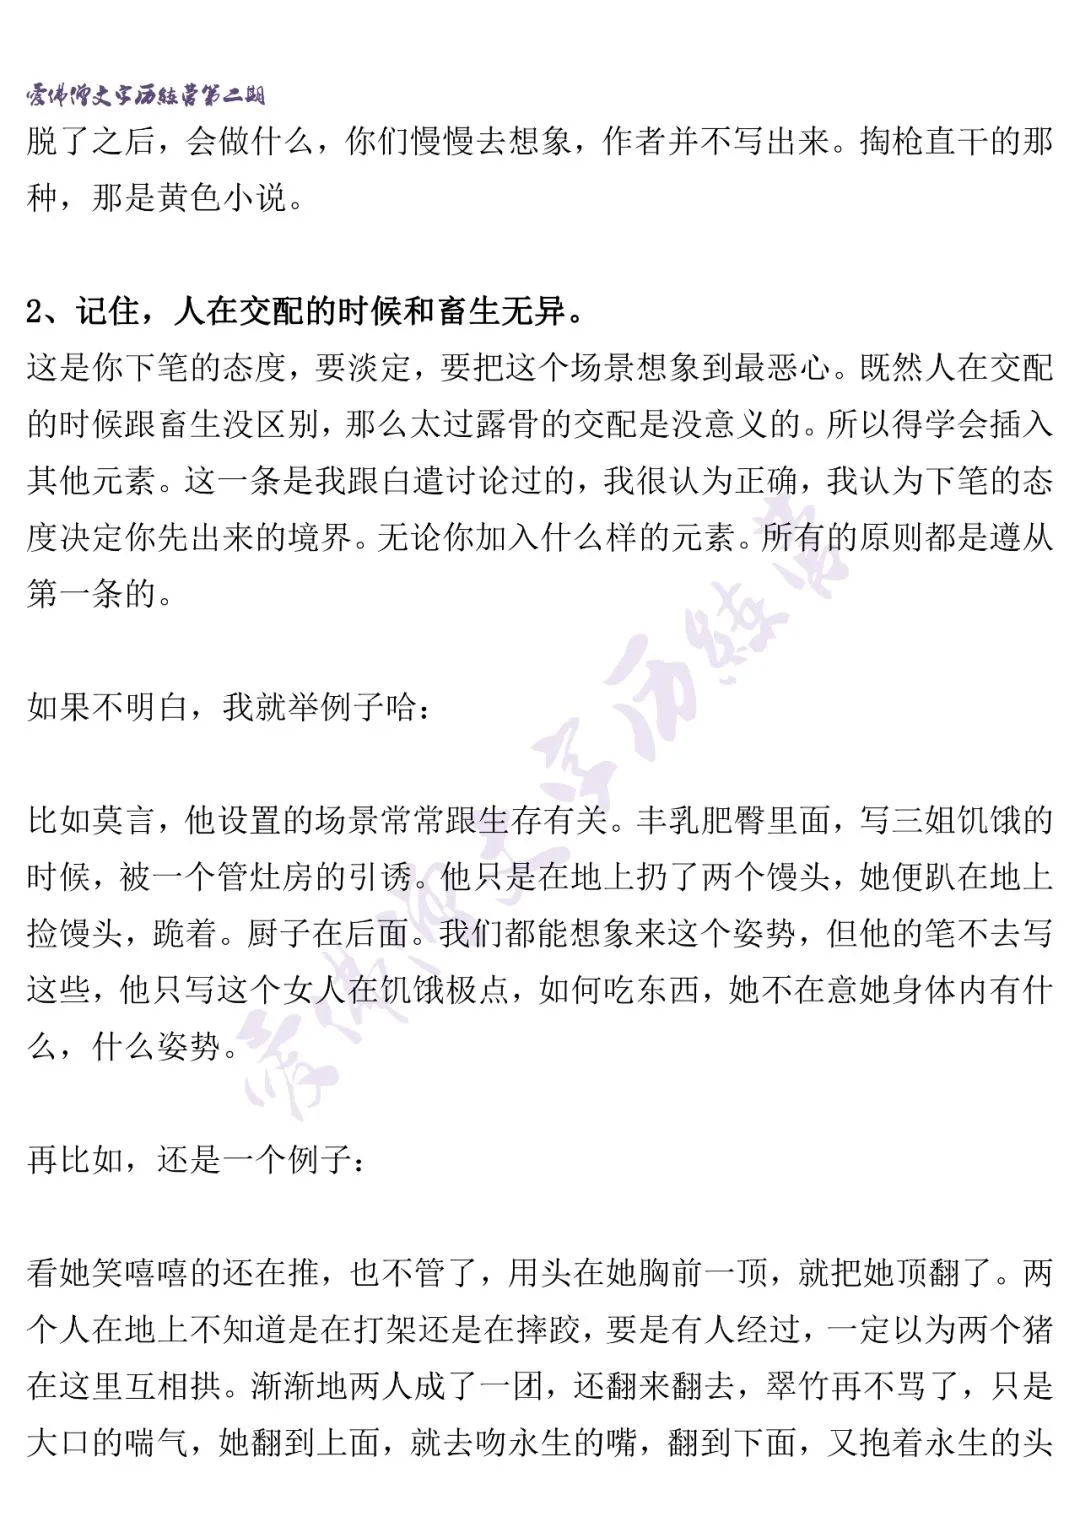 爱佛僧文字历练营第二期
脱了之后，会做什么，你们慢慢去想象，作者并不写出来。掏枪直干的那
种，那是黄色小说。
2、记住，人在交配的时候和畜生无异。
这是你下笔的态度，要淡定，要把这个场景想象到最恶心。既然人在交配
的时候跟畜生没区别，那么太过露骨的交配是没意义的。所以得学会插入
其他元素。这一条是我跟白遣讨论过的，我很认为正确，我认为下笔的态
度决定你先出来的境界。无论你加入什么样的元素。所有的原则都是遵从
第一条的。
如果不明白，我就举例子哈：
比如莫言，他设置的场景常常跟生存有关。丰乳肥臀里面，写三姐饥饿的
时候，被一个管灶房的引诱。他只是在地上扔了两个馒头，她便趴在地上
捡馒头，跪着。厨子在后面。我们都能想象来这个姿势，但他的笔不去写
这些，他只写这个女人在饥饿极点，如何吃东西，她不在意她身体内有什
么，什么姿势。
再比如，还是一个例子：
看她笑嘻嘻的还在推，也不管了，用头在她胸前一顶，就把她顶翻了。两
个人在地上不知道是在打架还是在摔跤，要是有人经过，一定以为两个猪
在这里互相拱。渐渐地两人成了一团，还翻来翻去，翠竹再不骂了，只是
大口的喘气，她翻到上面，就去吻永生的嘴，翻到下面，又抱着永生的头
爱佛僧文字历练营